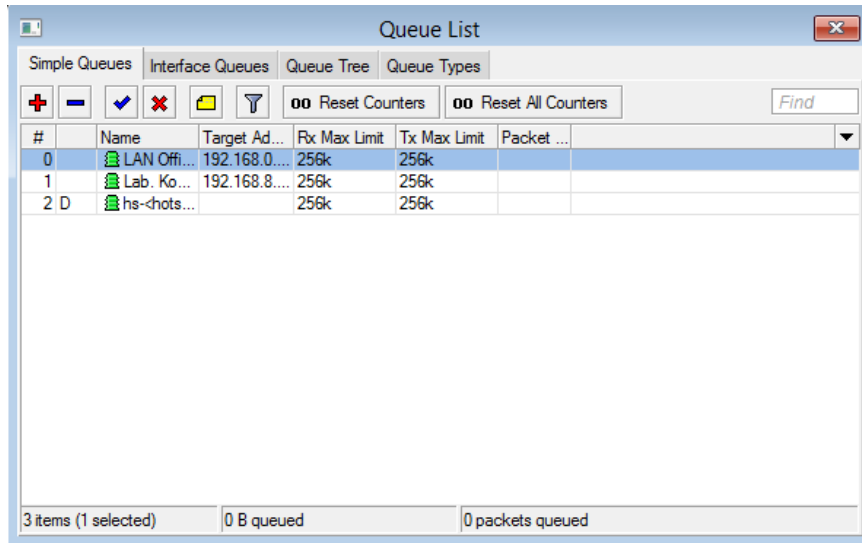 Queue List
Simple Queues Interface Queues Queue Tree Queue Types
00 Reset Counters 00 Reset All Counters Find
# Name Target Ad... Rx Max Limit Tx Max Limit Packet ...
0 LAN Offi... 192.168.0.... 256k 256k
1 Lab. Ko... 192.168.8.... 256k 256k
2 D hs-<hots... 256k 256k
3 items (1 selected) 0 B queued 0 packets queued